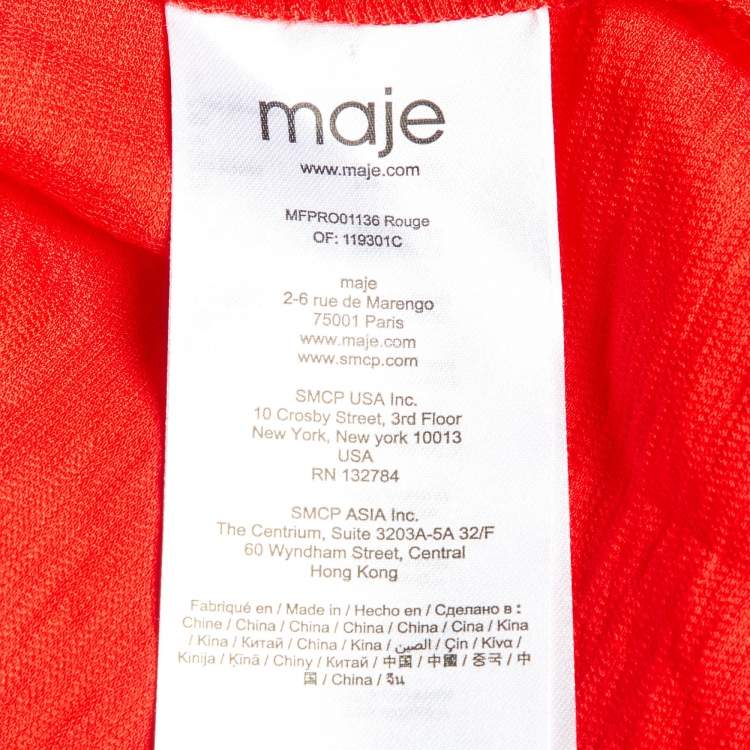 maje
www.maje.com
MFPRO01136 Rouge
OF: 119301C
maje
2-6 rue de Marengo
75001 Paris
www.maje.com
www.smcp.com
SMCP USA Inc.
10 Crosby Street, 3rd Floor
New York, New york 10013
USA
RN 132784
SMCP ASIA Inc.
The Centrium, Suite 3203A-5A 32/F
60 Wyndham Street, Central
Hong Kong
Fabriqué en / Made in / Hecho en / Сделано в :
Chine / China / China / China / China / Cina / Kina
/ Kina / Китай / China / Kina / الصين / Çin / Κίνα /
Kinija / Ķīnā / Chiny / Китай / 中国 / 中國 / 중국 / 中
国 / China / จีน